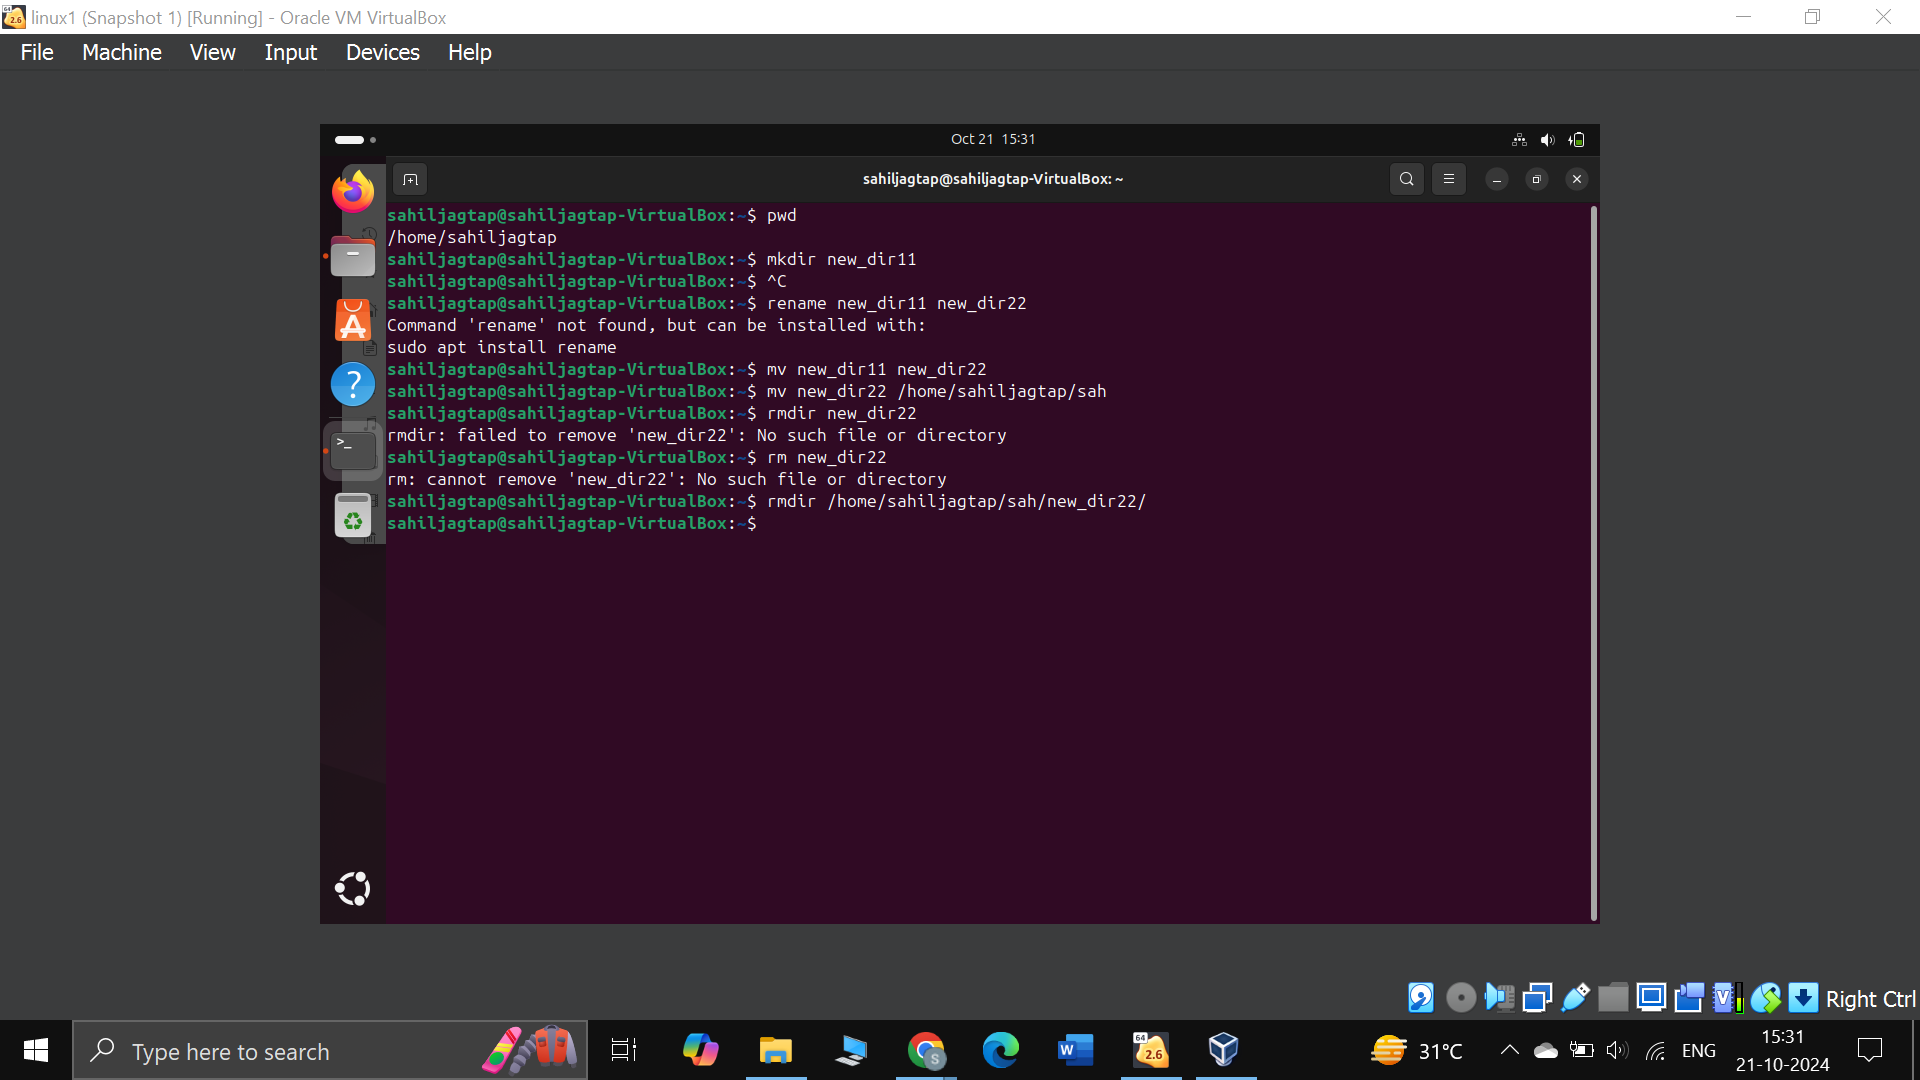 linux1 (Snapshot 1) [Running] - Oracle VM VirtualBox
File Machine View Input Devices Help
Oct 21 15:31
sahiljagtap@sahiljagtap-VirtualBox: ~
sahiljagtap@sahiljagtap-VirtualBox:~$ pwd
/home/sahiljagtap
sahiljagtap@sahiljagtap-VirtualBox:~$ mkdir new_dir11
sahiljagtap@sahiljagtap-VirtualBox:~$ ^C
sahiljagtap@sahiljagtap-VirtualBox:~$ rename new_dir11 new_dir22
Command 'rename' not found, but can be installed with:
sudo apt install rename
sahiljagtap@sahiljagtap-VirtualBox:~$ mv new_dir11 new_dir22
sahiljagtap@sahiljagtap-VirtualBox:~$ mv new_dir22 /home/sahiljagtap/sah
sahiljagtap@sahiljagtap-VirtualBox:~$ rmdir new_dir22
rmdir: failed to remove 'new_dir22': No such file or directory
sahiljagtap@sahiljagtap-VirtualBox:~$ rm new_dir22
rm: cannot remove 'new_dir22': No such file or directory
sahiljagtap@sahiljagtap-VirtualBox:~$ rmdir /home/sahiljagtap/sah/new_dir22/
sahiljagtap@sahiljagtap-VirtualBox:~$
Right Ctrl
Type here to search
31°C
ENG
15:31
21-10-2024